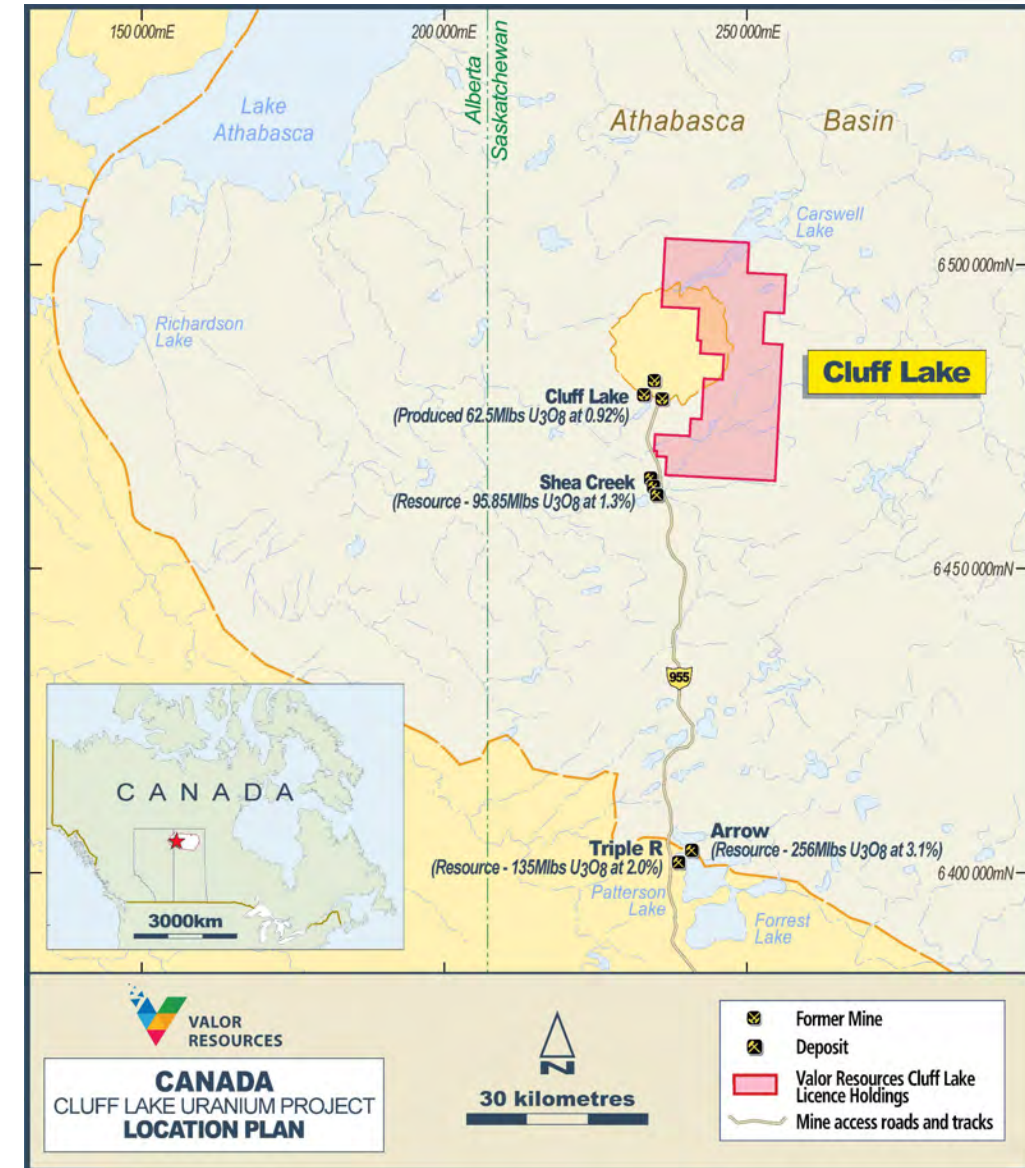 150 000mE
200 000mE
250 000mE
Lake
Athabasca
Alberta
Saskatchewan
Athabasca Basin
Carswell
Lake
6 500 000mN
Richardson
Lake
Cluff Lake
Cluff Lake
(Produced 62.5Mlbs U3O8 at 0.92%)
Shea Creek
(Resource - 95.85Mlbs U3O8 at 1.3%)
6 450 000mN
955
CANADA
3000km
Arrow
(Resource - 256Mlbs U3O8 at 3.1%)
Triple R
(Resource - 135Mlbs U3O8 at 2.0%)
6 400 000mN
Patterson
Lake
Forrest
Lake
VALOR
RESOURCES
CANADA
CLUFF LAKE URANIUM PROJECT
LOCATION PLAN
N
30 kilometres
Former Mine
Deposit
Valor Resources Cluff Lake
Licence Holdings
Mine access roads and tracks